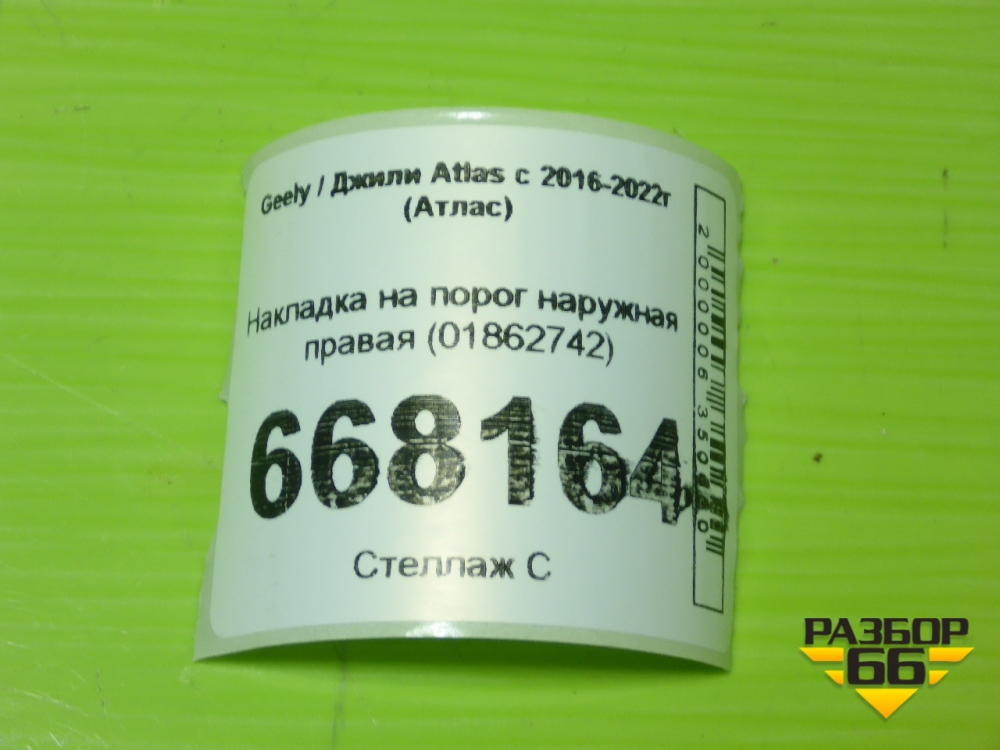 Geely / Джили Atlas с 2016-2022г
(Атлас)
Накладка на порог наружная
правая (01862742)
668164
Стеллаж С
РАЗБОР
66